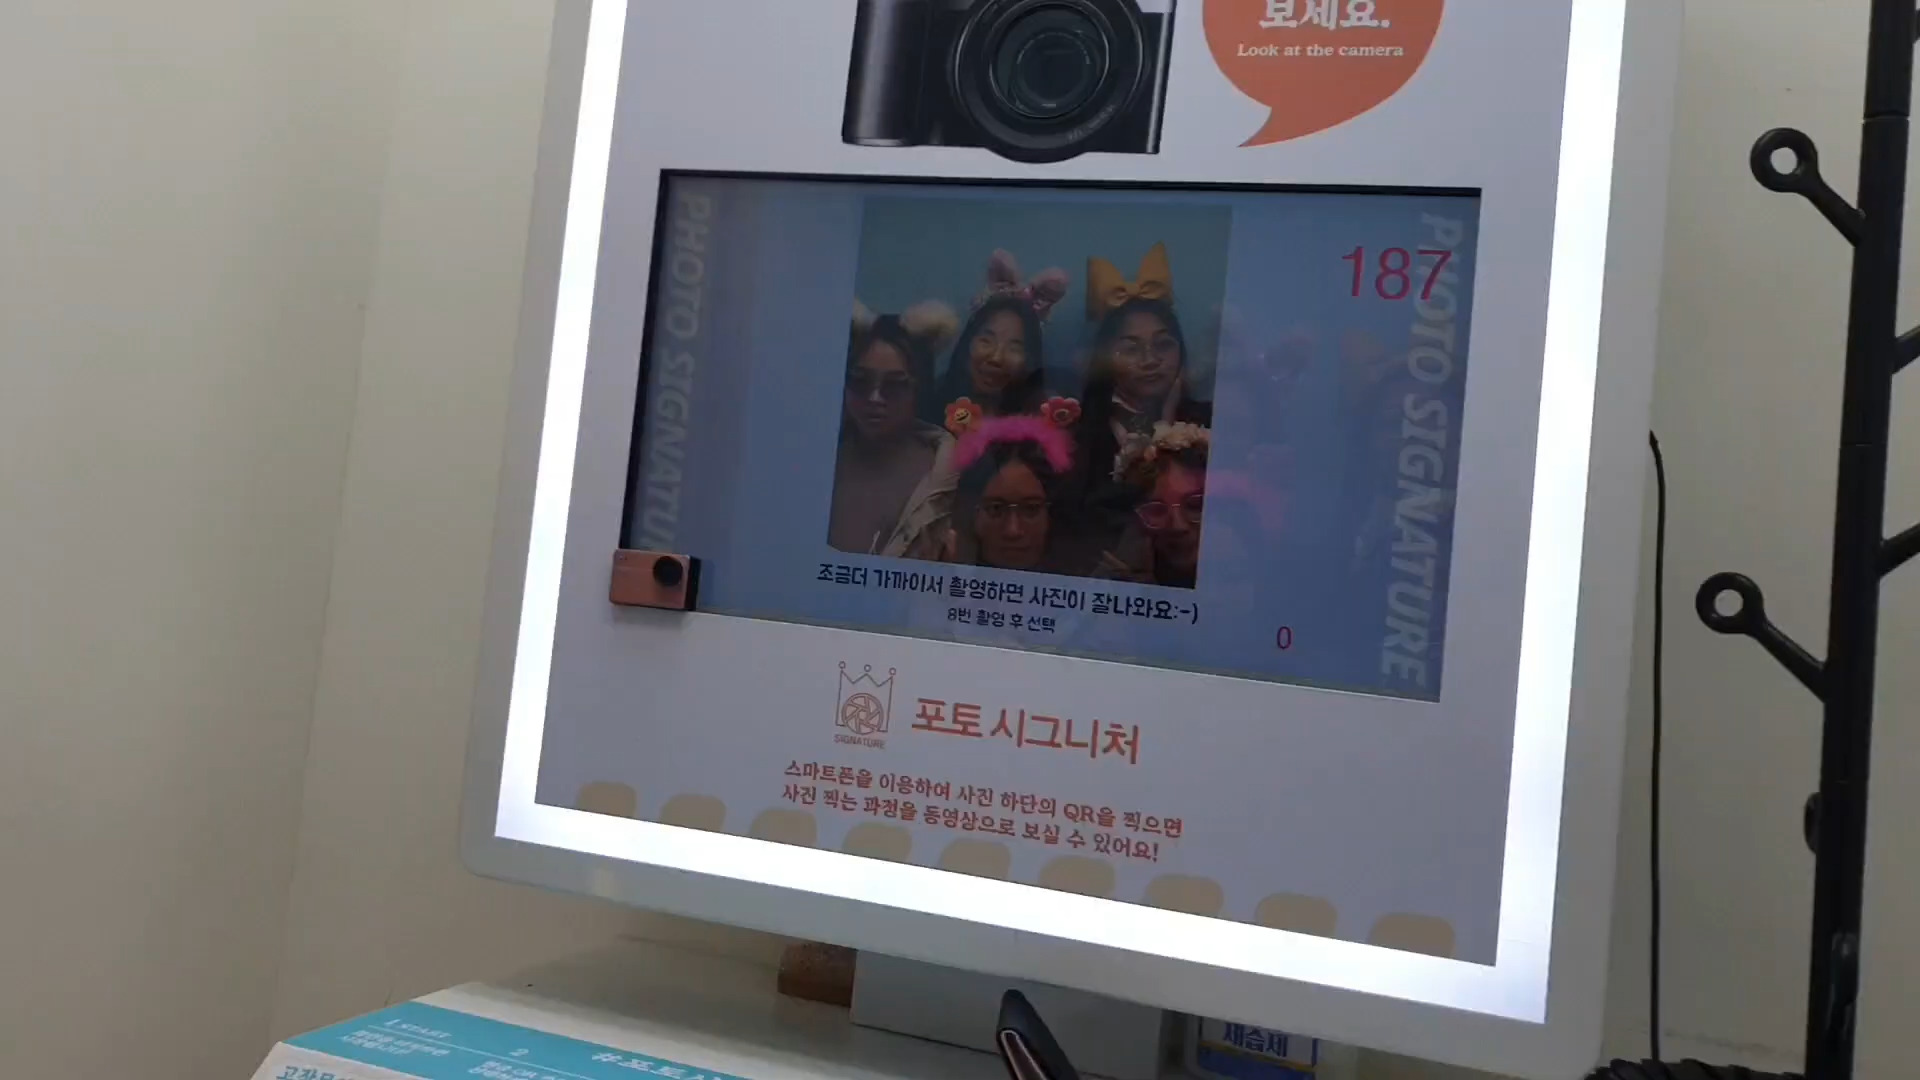 보세요.
Look at the camera
PHOTO SIGNATURE
187
PHOTO SIGNATURE
조금더 가까이서 촬영하면 사진이 잘나와요:-)
8번 촬영 후 선택
0
SIGNATURE
포토 시그니처
스마트폰을 이용하여 사진 하단의 QR을 찍으면
사진 찍는 과정을 동영상으로 보실 수 있어요!
1 START
2